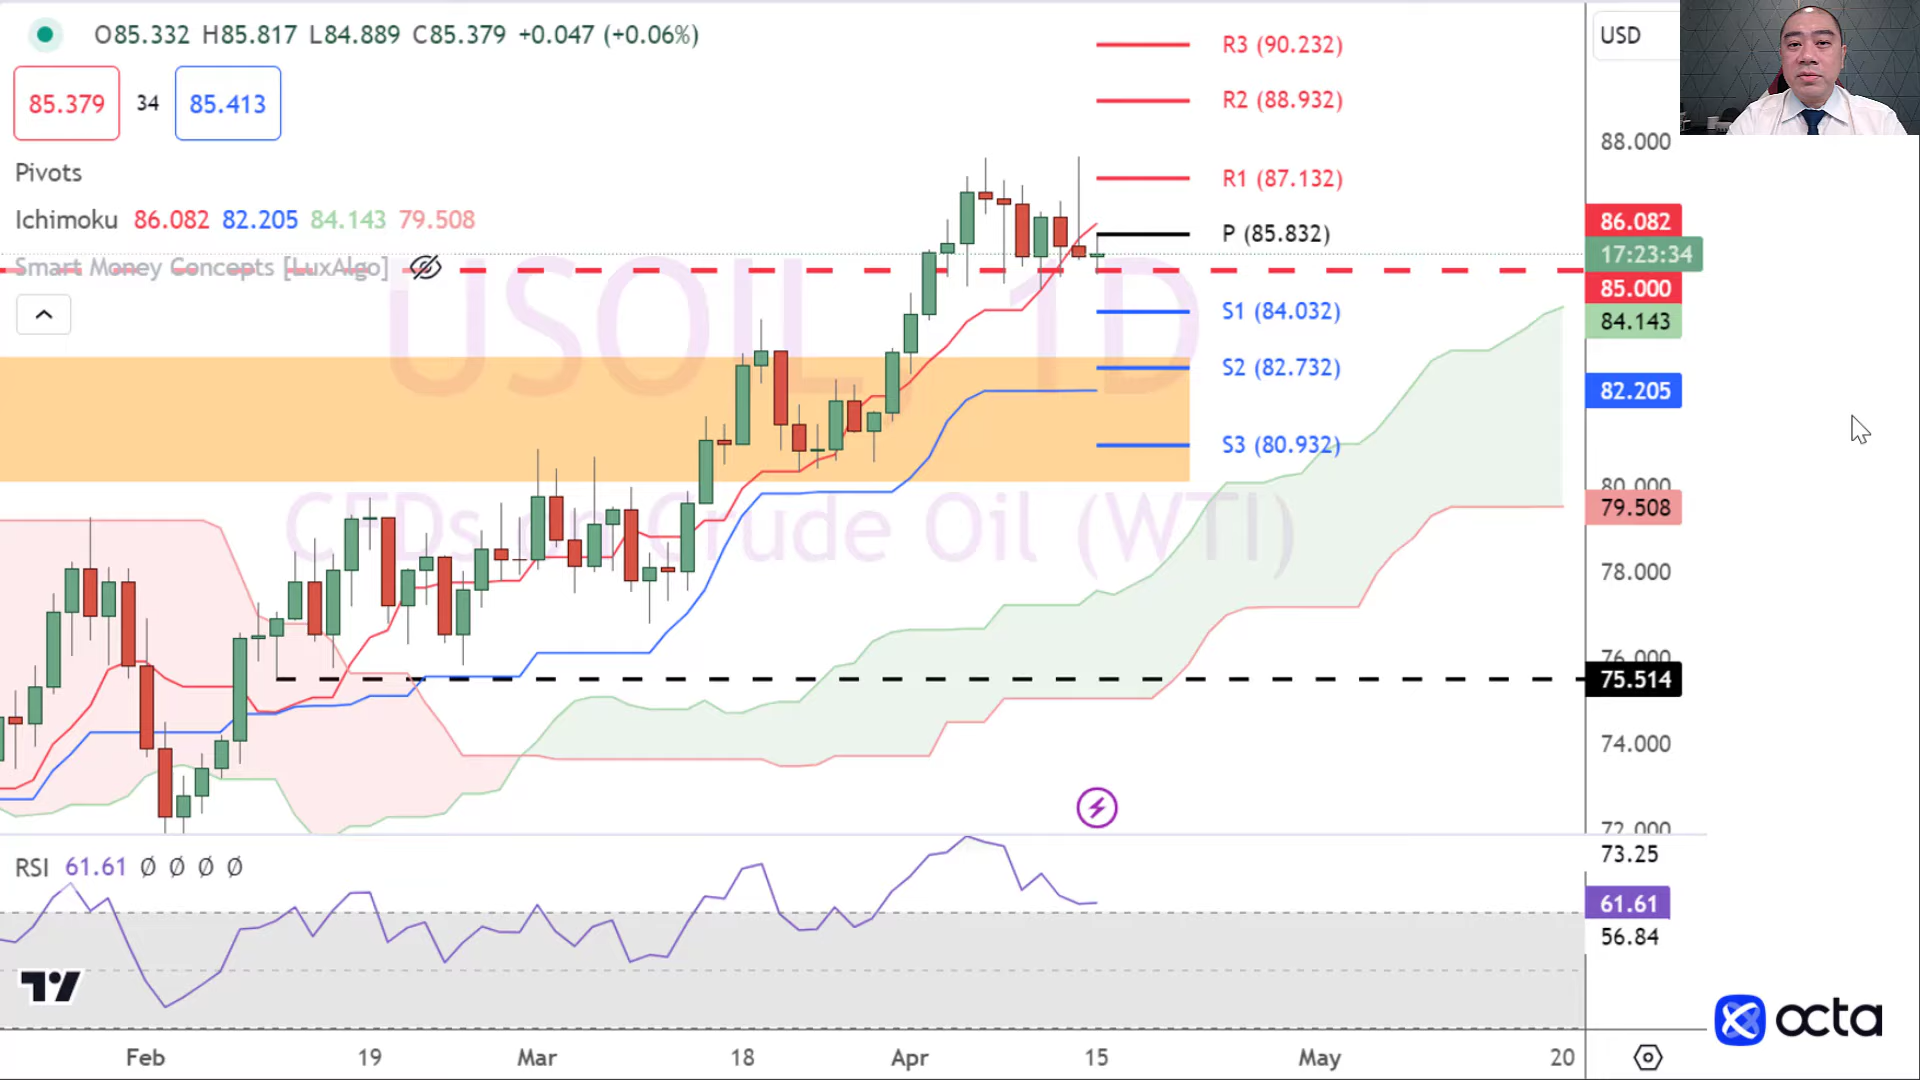 O85.332 H85.817 L84.889 C85.379 +0.047 (+0.06%)
85.379 34 85.413
Pivots
Ichimoku 86.082 82.205 84.143 79.508
Smart Money Concepts [LuxAlgo]
USOIL, 1D
CFDs on Crude Oil (WTI)
R3 (90.232)
R2 (88.932)
R1 (87.132)
P (85.832)
S1 (84.032)
S2 (82.732)
S3 (80.932)
USD
88.000
86.082
17:23:34
85.000
84.143
82.205
80.000
79.508
78.000
76.000
75.514
74.000
72.000
RSI 61.61 Ø Ø Ø Ø
73.25
61.61
56.84
Feb 19 Mar 18 Apr 15 May 20
octa